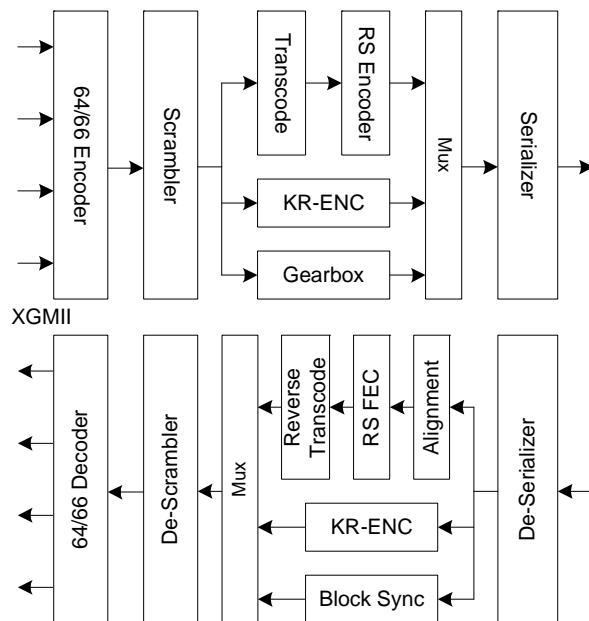 64/66 Encoder
Scrambler
Transcode
RS Encoder
KR-ENC
Gearbox
Mux
Serializer
XGMII
64/66 Decoder
De-Scrambler
Mux
Reverse
Transcode
RS FEC
Alignment
KR-ENC
Block Sync
De-Serializer